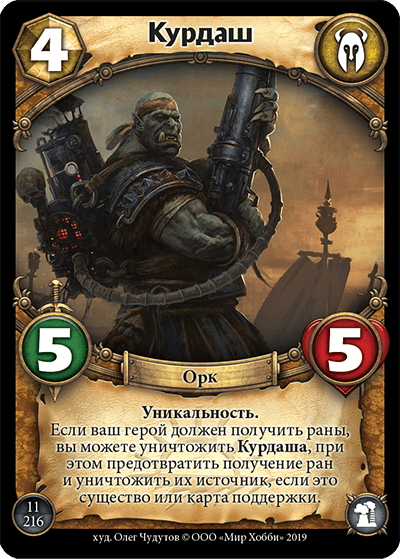 4
Курдаш
5
5
Орк
Уникальность.
Если ваш герой должен получить раны,
вы можете уничтожить Курдаша, при
этом предотвратить получение ран
и уничтожить их источник, если это
существо или карта поддержки.
11
216
худ. Олег Чудутов © ООО «Мир Хобби» 2019